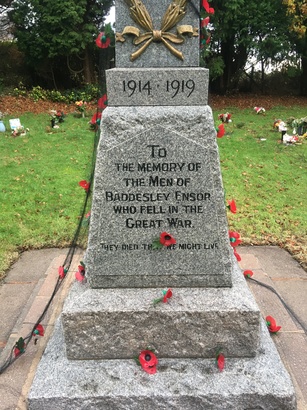 1914 · 1919
To
the memory of
the Men of
Baddesley Ensor
who fell in the
Great War.
They died that we might live